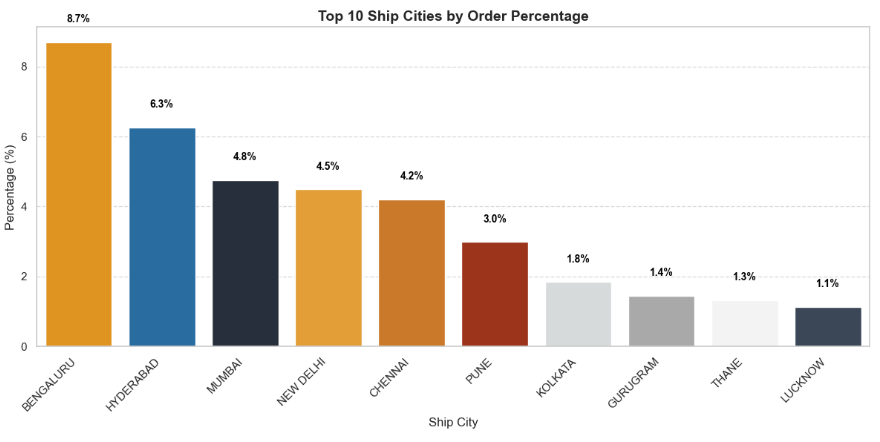 Top 10 Ship Cities by Order Percentage
8.7%
6.3%
4.8%
4.5%
4.2%
3.0%
1.8%
1.4%
1.3%
1.1%
Percentage (%)
8
6
4
2
0
BENGALURU
HYDERABAD
MUMBAI
NEW DELHI
CHENNAI
PUNE
KOLKATA
GURUGRAM
THANE
LUCKNOW
Ship City